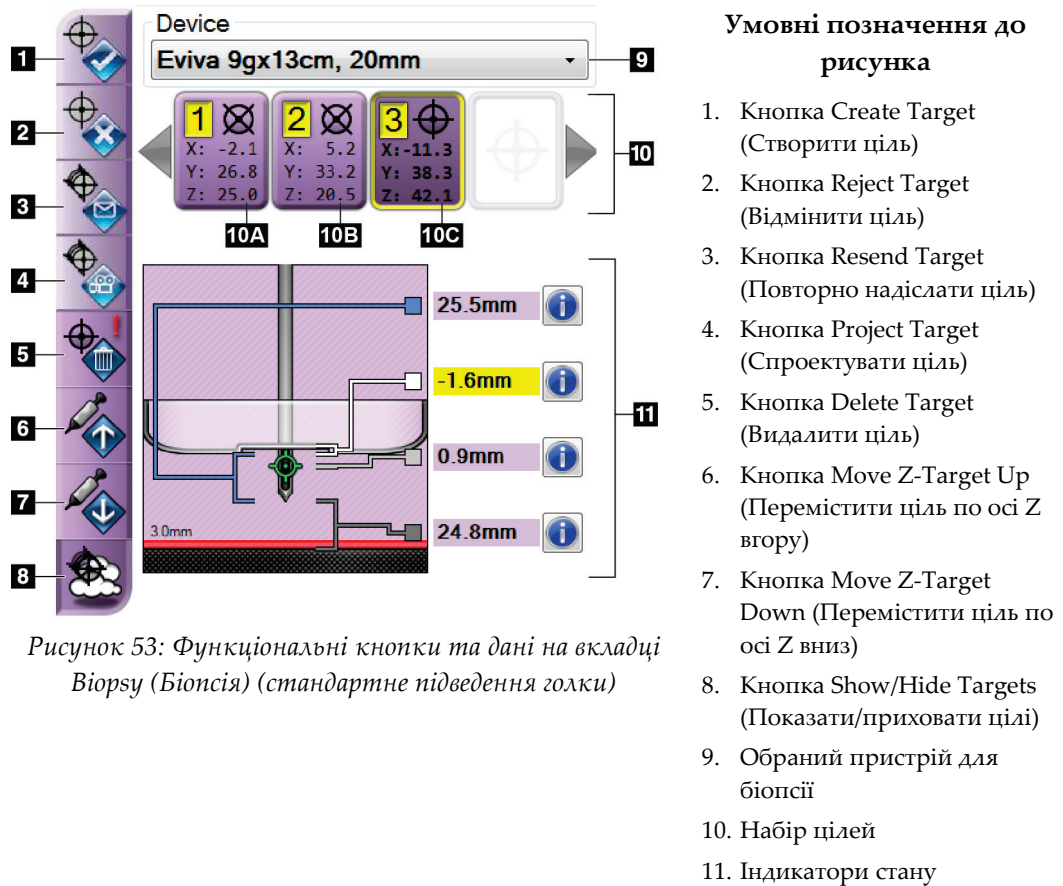 Device
1
Eviva 9gx13cm, 20mm
9
2
1
2
3
X: -2.1
X: 5.2
X:-11.3
10
Y: 26.8
Y: 33.2
Y: 38.3
3
Z: 25.0
Z: 20.5
Z: 42.1
10A
10B
10C
4
25.5mm
5
-1.6mm
6
11
0.9mm
7
3.0mm
24.8mm
8
Рисунок 53: Функціональні кнопки та дані на вкладці
Biopsy (Біопсія) (стандартне підведення голки)
Умовні позначення до
рисунка
1. Кнопка Create Target
(Створити ціль)
2. Кнопка Reject Target
(Відмінити ціль)
3. Кнопка Resend Target
(Повторно надіслати ціль)
4. Кнопка Project Target
(Спроектувати ціль)
5. Кнопка Delete Target
(Видалити ціль)
6. Кнопка Move Z-Target Up
(Перемістити ціль по осі Z
вгору)
7. Кнопка Move Z-Target
Down (Перемістити ціль по
осі Z вниз)
8. Кнопка Show/Hide Targets
(Показати/приховати цілі)
9. Обраний пристрій для
біопсії
10. Набір цілей
11. Індикатори стану